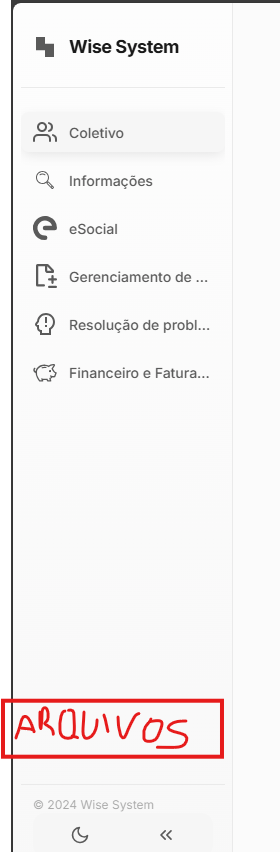 Wise System
Coletivo
Informações
eSocial
Gerenciamento de ...
Resolução de probl...
Financeiro e Fatura...
ARQUIVOS
© 2024 Wise System